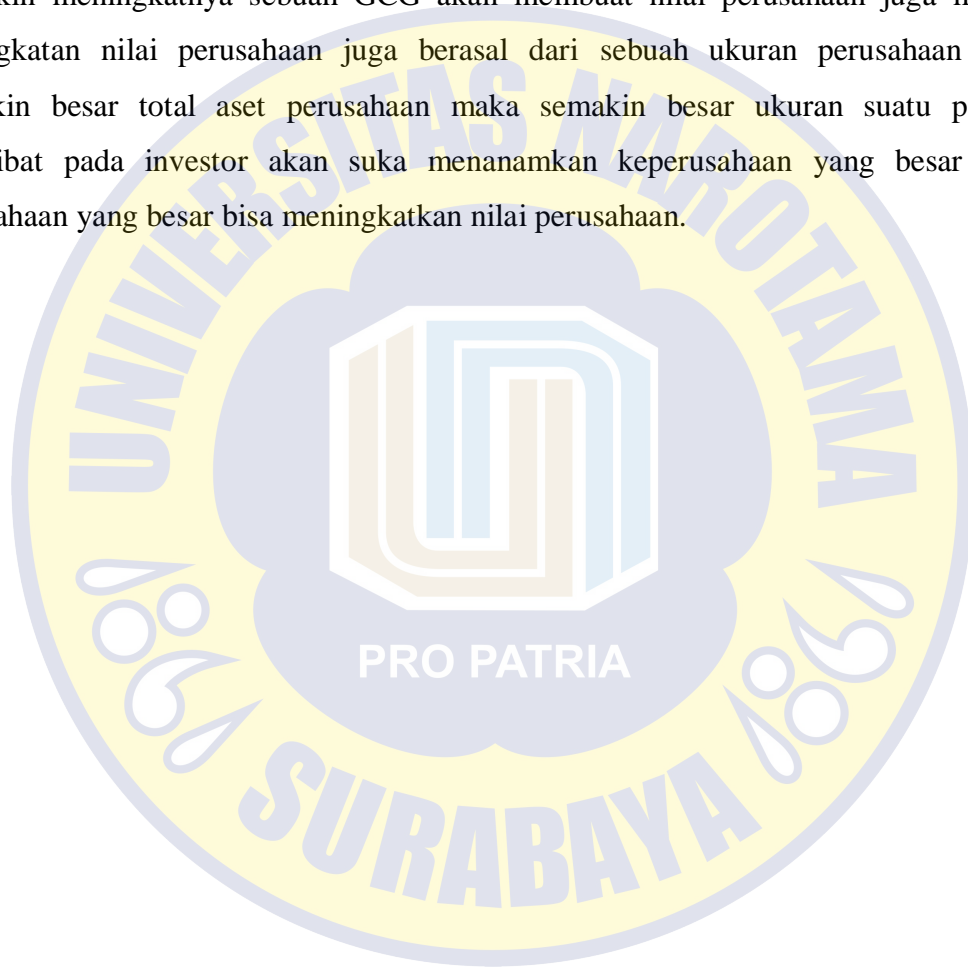 kin meningkatnya sebuah GCG akan membuat nilai perusahaan juga
gkatan nilai perusahaan juga berasal dari sebuah ukuran perusahaan
kin besar total aset perusahaan maka semakin besar ukuran suatu p
ibat pada investor akan suka menanamkan keperusahaan yang besar
ahaan yang besar bisa meningkatkan nilai perusahaan.
UNIVERSITAS NAROTAMA
PRO PATRIA
SURABAYA